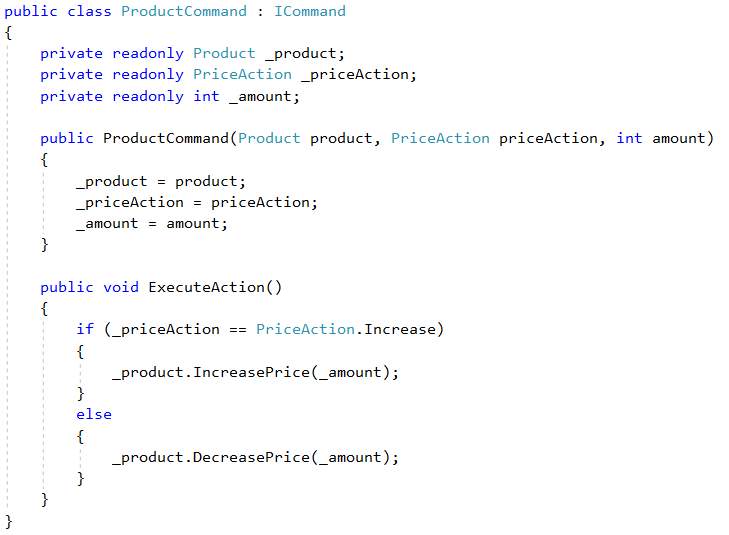 public class ProductCommand : ICommand
{
    private readonly Product _product;
    private readonly PriceAction _priceAction;
    private readonly int _amount;

    public ProductCommand(Product product, PriceAction priceAction, int amount)
    {
        _product = product;
        _priceAction = priceAction;
        _amount = amount;
    }

    public void ExecuteAction()
    {
        if (_priceAction == PriceAction.Increase)
        {
            _product.IncreasePrice(_amount);
        }
        else
        {
            _product.DecreasePrice(_amount);
        }
    }
}